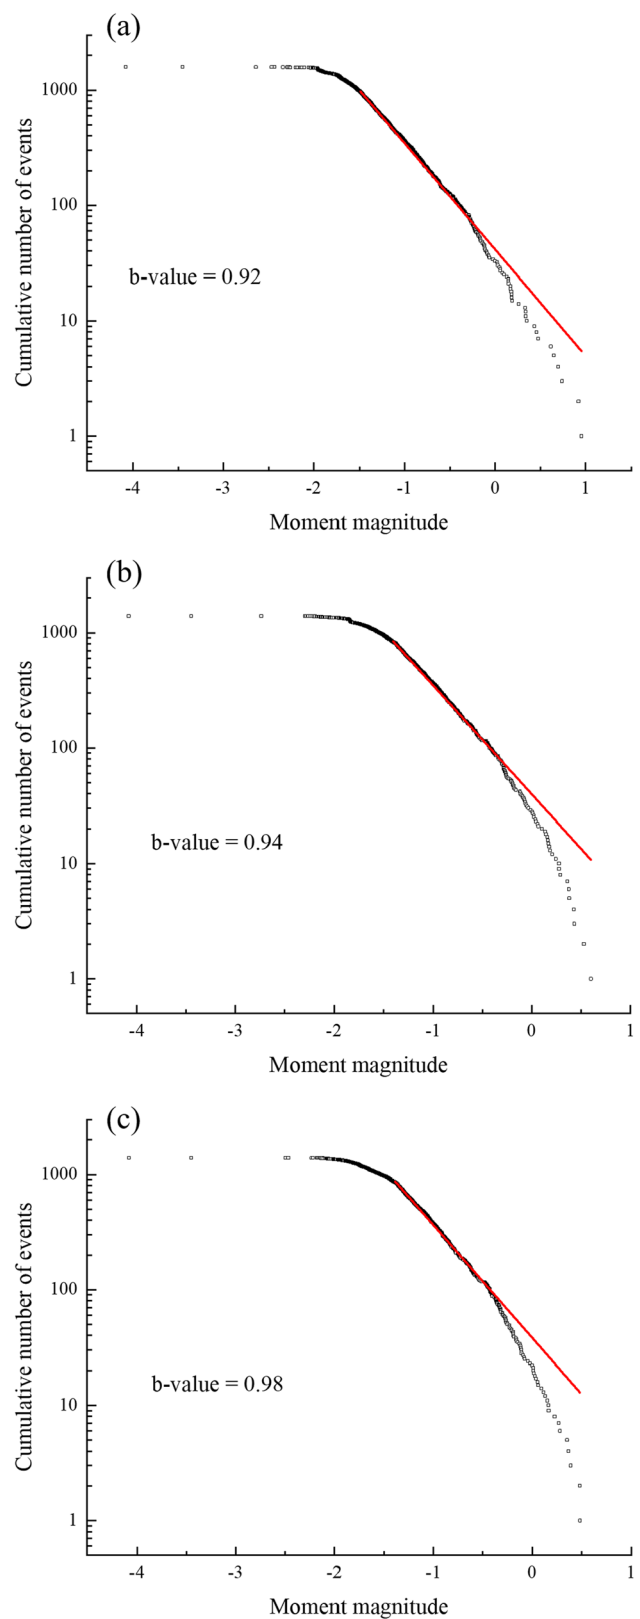 (a)
1000
100
10
1
Cumulative number of events
b-value = 0.92
-4 -3 -2 -1 0 1
Moment magnitude
(b)
1000
100
10
1
Cumulative number of events
b-value = 0.94
-4 -3 -2 -1 0 1
Moment magnitude
(c)
1000
100
10
1
Cumulative number of events
b-value = 0.98
-4 -3 -2 -1 0 1
Moment magnitude